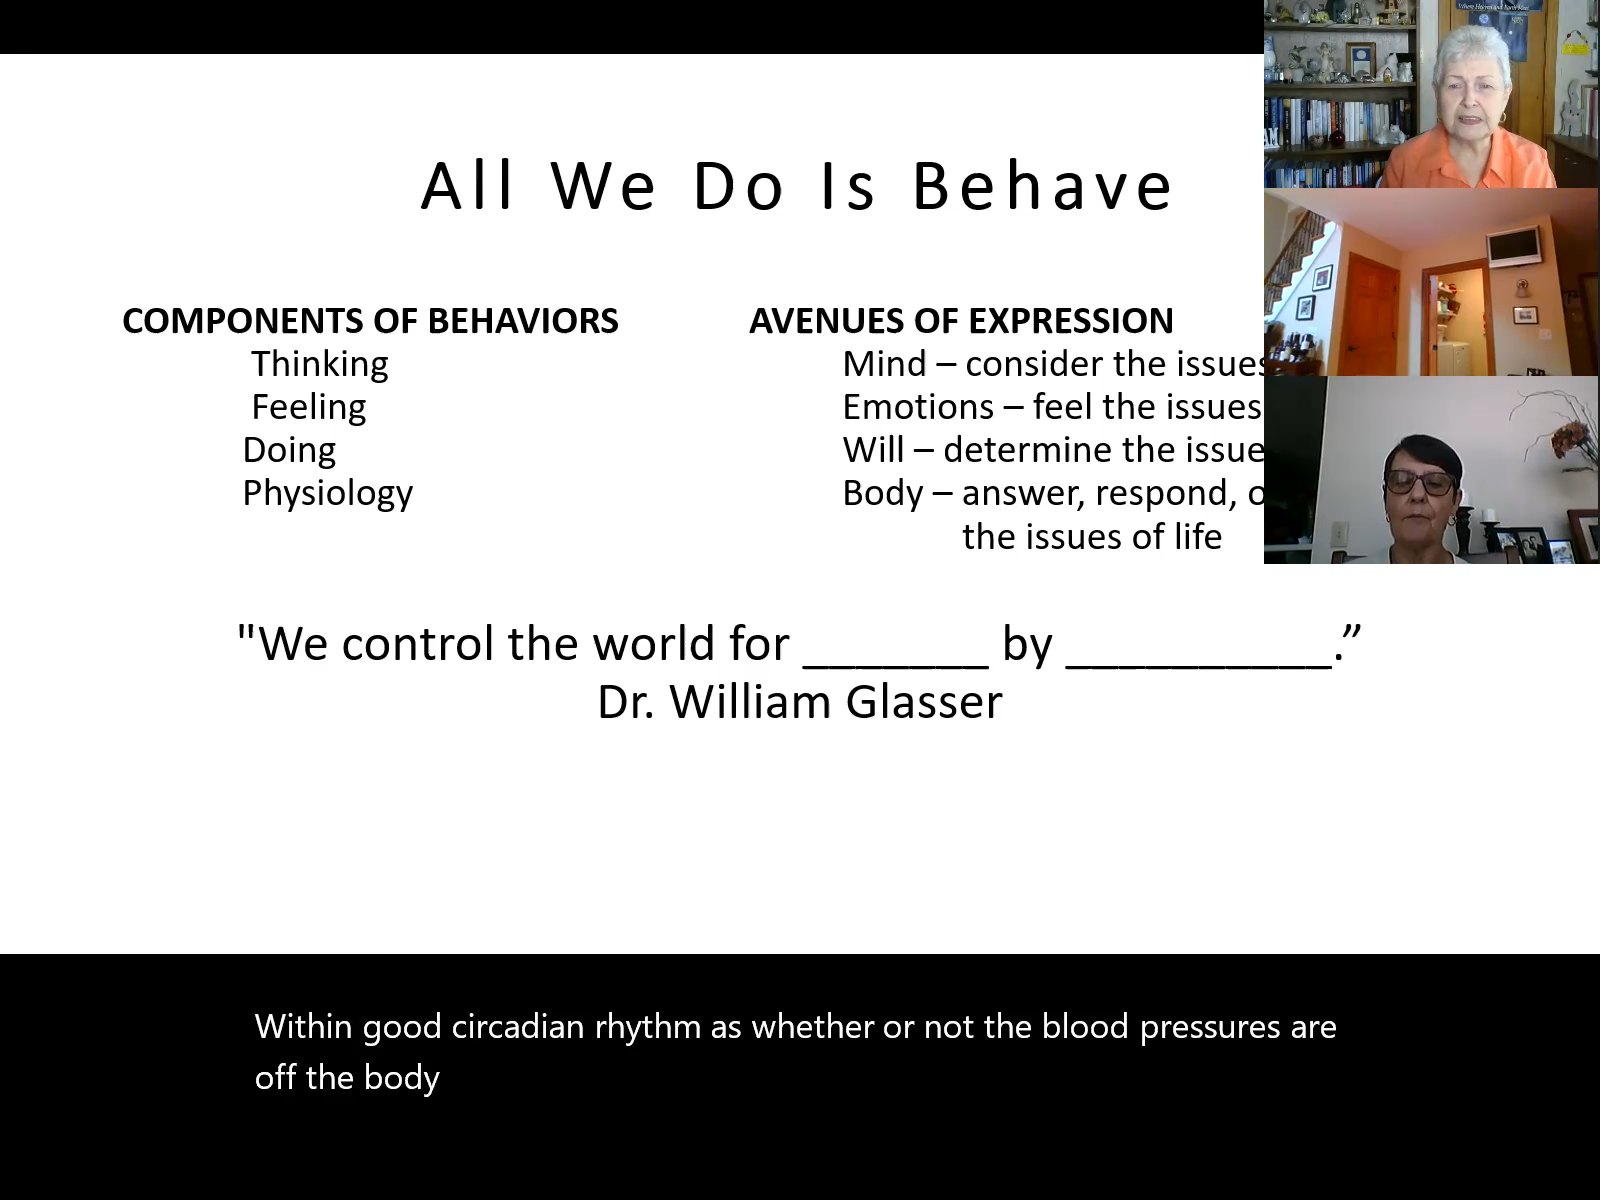 All We Do Is Behave
COMPONENTS OF BEHAVIORS
Thinking
Feeling
Doing
Physiology
AVENUES OF EXPRESSION
Mind – consider the issues
Emotions – feel the issues
Will – determine the issue
Body – answer, respond, o
the issues of life
"We control the world for _______ by __________.”
Dr. William Glasser
Within good circadian rhythm as whether or not the blood pressures are
off the body